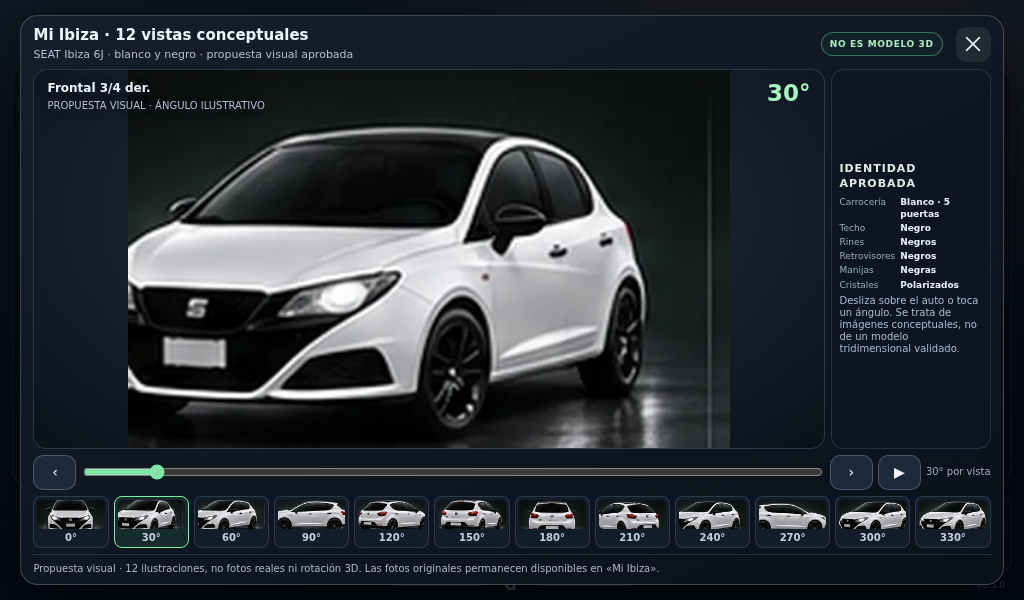 Mi Ibiza · 12 vistas conceptuales
SEAT Ibiza 6J · blanco y negro · propuesta visual aprobada
NO ES MODELO 3D
Frontal 3/4 der.
PROPUESTA VISUAL · ÁNGULO ILUSTRATIVO
30°
IDENTIDAD
APROBADA
Carrocería Blanco · 5
puertas
Techo Negro
Rines Negros
Retrovisores Negros
Manijas Negras
Cristales Polarizados
Desliza sobre el auto o toca
un ángulo. Se trata de
imágenes conceptuales, no
de un modelo
tridimensional validado.
30° por vista
0° 30° 60° 90° 120° 150° 180° 210° 240° 270° 300° 330°
Propuesta visual · 12 ilustraciones, no fotos reales ni rotación 3D. Las fotos originales permanecen disponibles en «Mi Ibiza».